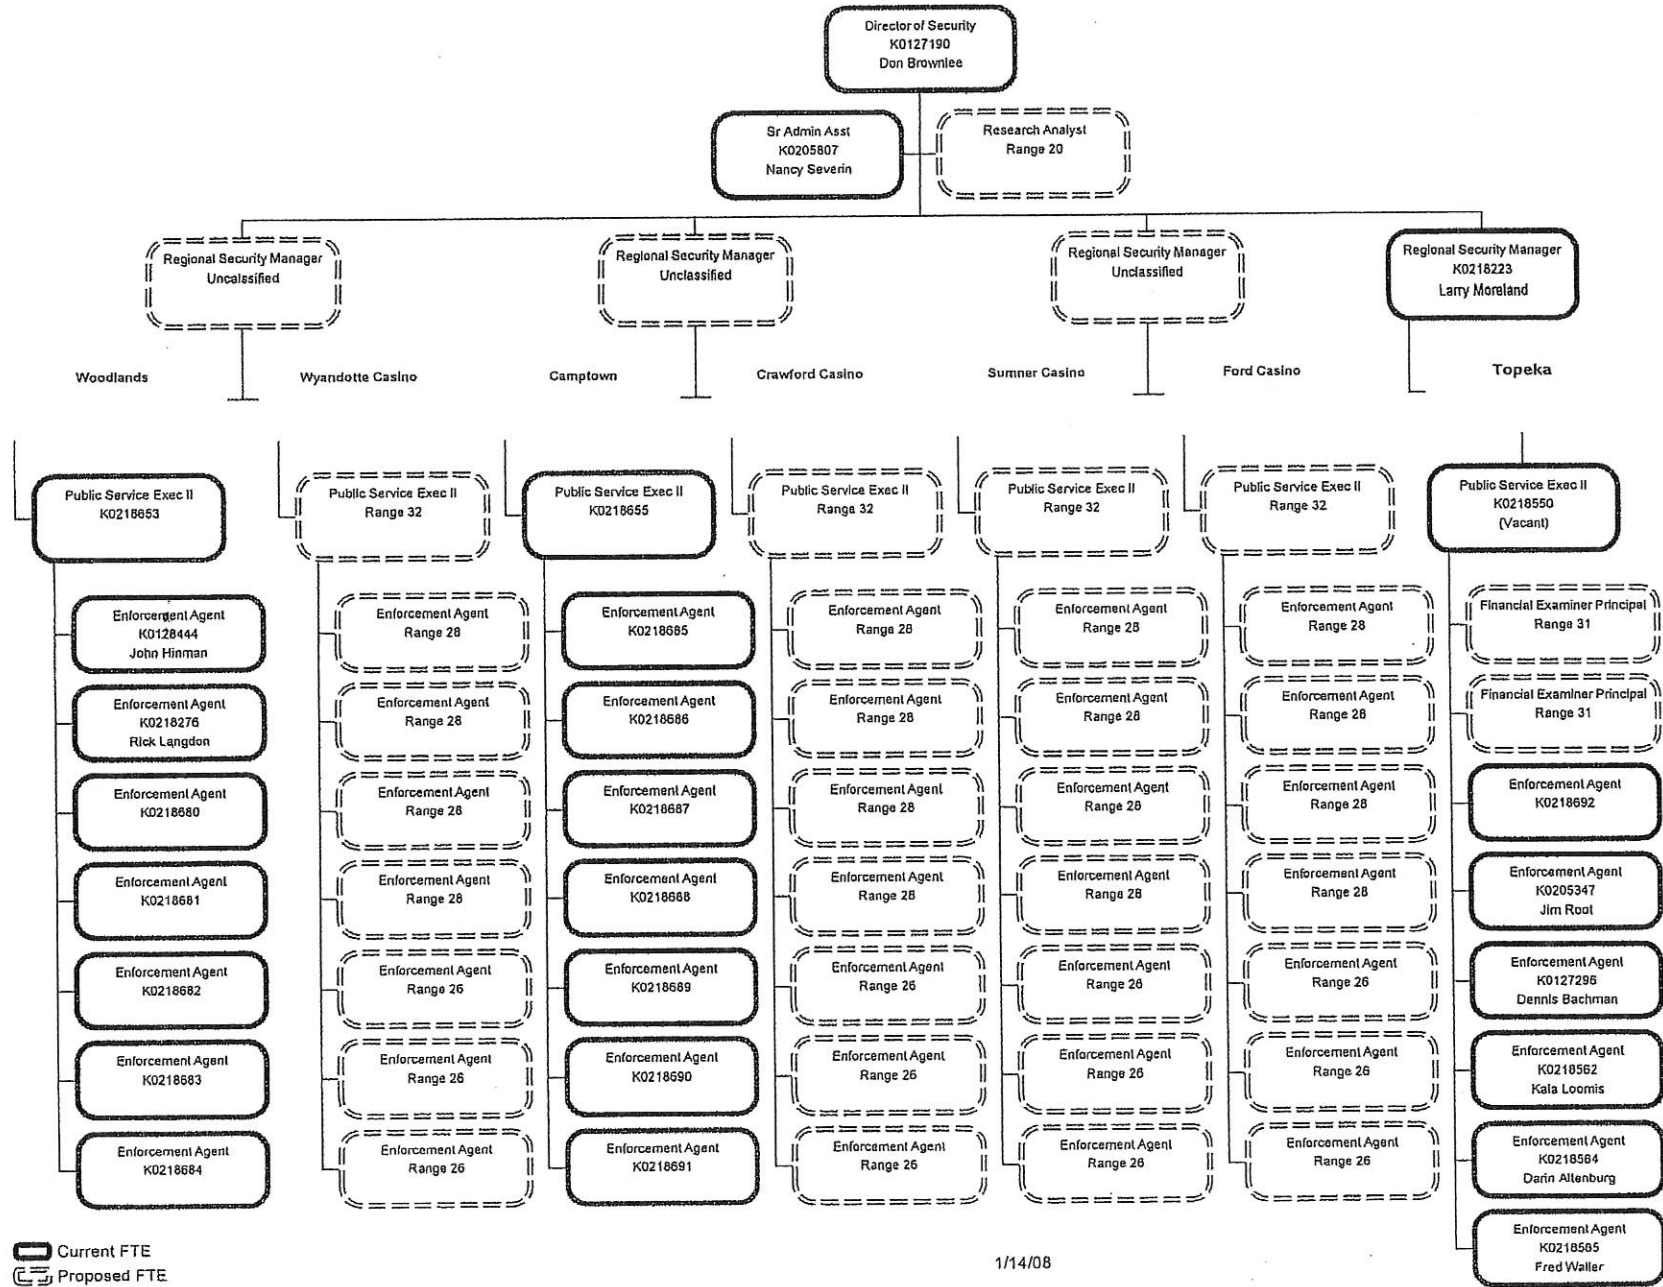 Director of Security
K0127190
Don Brownlee
Sr Admin Asst
K0205807
Nancy Severin
Research Analyst
Range 20
Regional Security Manager
Uncalssified
Regional Security Manager
Unclassified
Regional Security Manager
Unclassified
Regional Security Manager
K0218223
Larry Moreland
Woodlands
Wyandotte Casino
Camptown
Crawford Casino
Sumner Casino
Ford Casino
Topeka
Public Service Exec II
K0218653
Enforcement Agent
K0128444
John Hinman
Enforcement Agent
K0218276
Rick Langdon
Enforcement Agent
K0218680
Enforcement Agent
K0218681
Enforcement Agent
K0218682
Enforcement Agent
K0218683
Enforcement Agent
K0218684
Public Service Exec II
Range 32
Enforcement Agent
Range 28
Enforcement Agent
Range 28
Enforcement Agent
Range 28
Enforcement Agent
Range 28
Enforcement Agent
Range 26
Enforcement Agent
Range 26
Enforcement Agent
Range 26
Public Service Exec II
K0218655
Enforcement Agent
K0218685
Enforcement Agent
K0218686
Enforcement Agent
K0218687
Enforcement Agent
K0218688
Enforcement Agent
K0218689
Enforcement Agent
K0218690
Enforcement Agent
K0218691
Public Service Exec II
Range 32
Enforcement Agent
Range 28
Enforcement Agent
Range 28
Enforcement Agent
Range 28
Enforcement Agent
Range 28
Enforcement Agent
Range 26
Enforcement Agent
Range 26
Enforcement Agent
Range 26
Public Service Exec II
Range 32
Enforcement Agent
Range 28
Enforcement Agent
Range 28
Enforcement Agent
Range 28
Enforcement Agent
Range 28
Enforcement Agent
Range 26
Enforcement Agent
Range 26
Enforcement Agent
Range 26
Public Service Exec II
Range 32
Enforcement Agent
Range 28
Enforcement Agent
Range 28
Enforcement Agent
Range 28
Enforcement Agent
Range 28
Enforcement Agent
Range 26
Enforcement Agent
Range 26
Enforcement Agent
Range 26
Public Service Exec II
K0218550
(Vacant)
Financial Examiner Principal
Range 31
Financial Examiner Principal
Range 31
Enforcement Agent
K0218692
Enforcement Agent
K0205347
Jim Root
Enforcement Agent
K0127296
Dennis Bachman
Enforcement Agent
K0218562
Kala Loomis
Enforcement Agent
K0218564
Darin Altenburg
Enforcement Agent
K0218565
Fred Waller
Current FTE
Proposed FTE
1/14/08